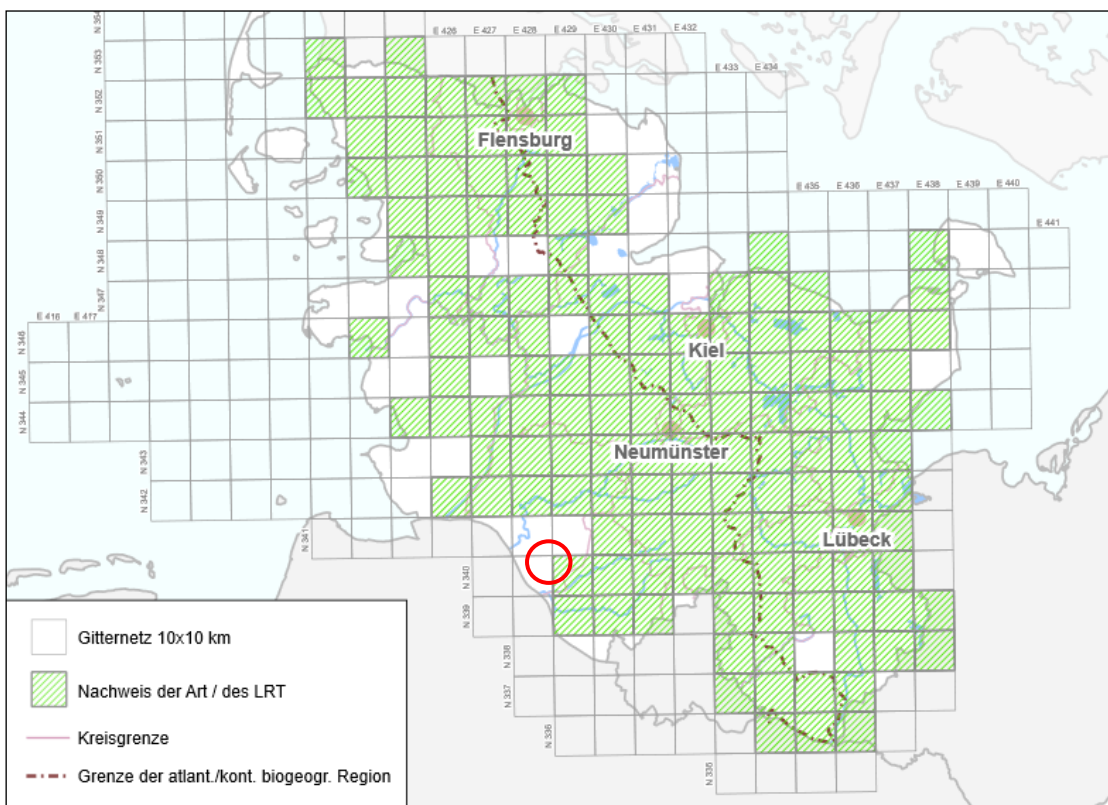 N 354
E 426 E 427 E 428 E 429 E 430 E 431 E 432
N 353
E 433 E 434
N 352
N 351
Flensburg
N 350
E 435 E 436 E 437 E 438 E 439 E 440
N 349
E 441
N 348
N 347
E 416 E 417
N 346
Kiel
N 345
N 344
Neumünster
N 343
N 342
N 341
Lübeck
N 340
N 339
N 338
N 337
N 336
N 335
Gitternetz 10x10 km
Nachweis der Art / des LRT
Kreisgrenze
Grenze der atlant./kont. biogeogr. Region